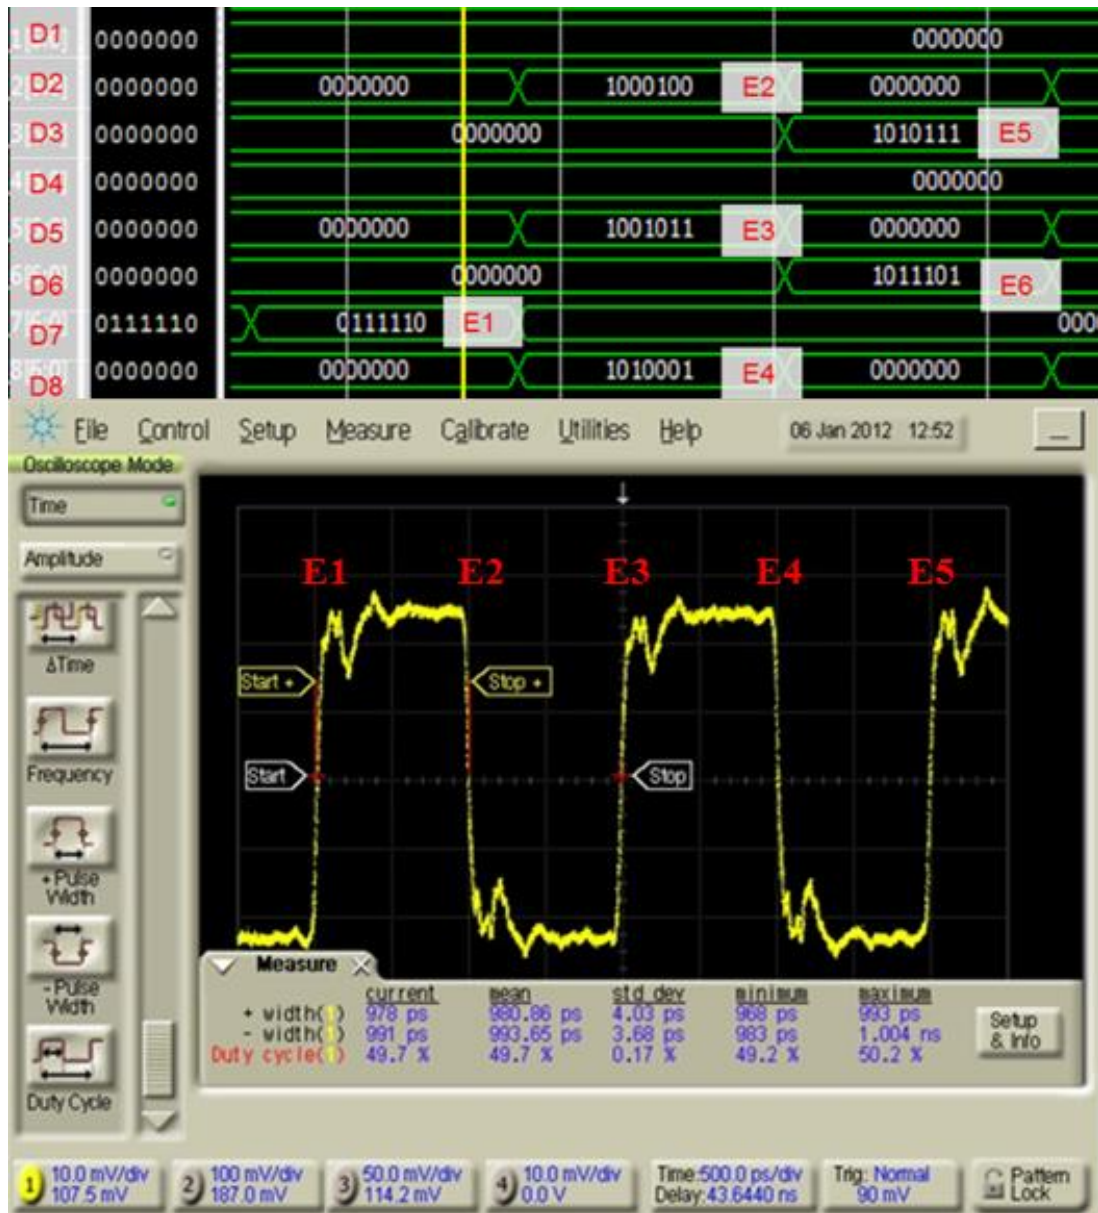 D1 0000000 0000000
D2 0000000 0000000 1000100 E2 0000000
D3 0000000 0000000 1010111 E5
D4 0000000 0000000
D5 0000000 0000000 1001011 E3 0000000
D6 0000000 0000000 1011101 E6
D7 0111110 0111110 E1 000
D8 0000000 0000000 1010001 E4 0000000
File Control Setup Measure Calibrate Utilities Help 06 Jan 2012 12:52
Oscilloscope Mode
Time
Amplitude
E1 E2 E3 E4 E5
ΔTime
Start + Stop +
Frequency
Start Stop
+ Pulse
Width
- Pulse
Width
Duty Cycle
Measure
current mean std dev minimum maximum
+ width(1) 978 ps 980.86 ps 4.03 ps 968 ps 993 ps
- width(1) 991 ps 993.65 ps 3.68 ps 983 ps 1.004 ns
Duty cycle(1) 49.7 % 49.7 % 0.17 % 49.2 % 50.2 %
Setup
& Info
1 10.0 mV/div
107.5 mV
2 100 mV/div
187.0 mV
3 50.0 mV/div
114.2 mV
4 10.0 mV/div
0.0 V
Time:500.0 ps/div
Delay:43.6440 ns
Trig: Normal
90 mV
Pattern
Lock